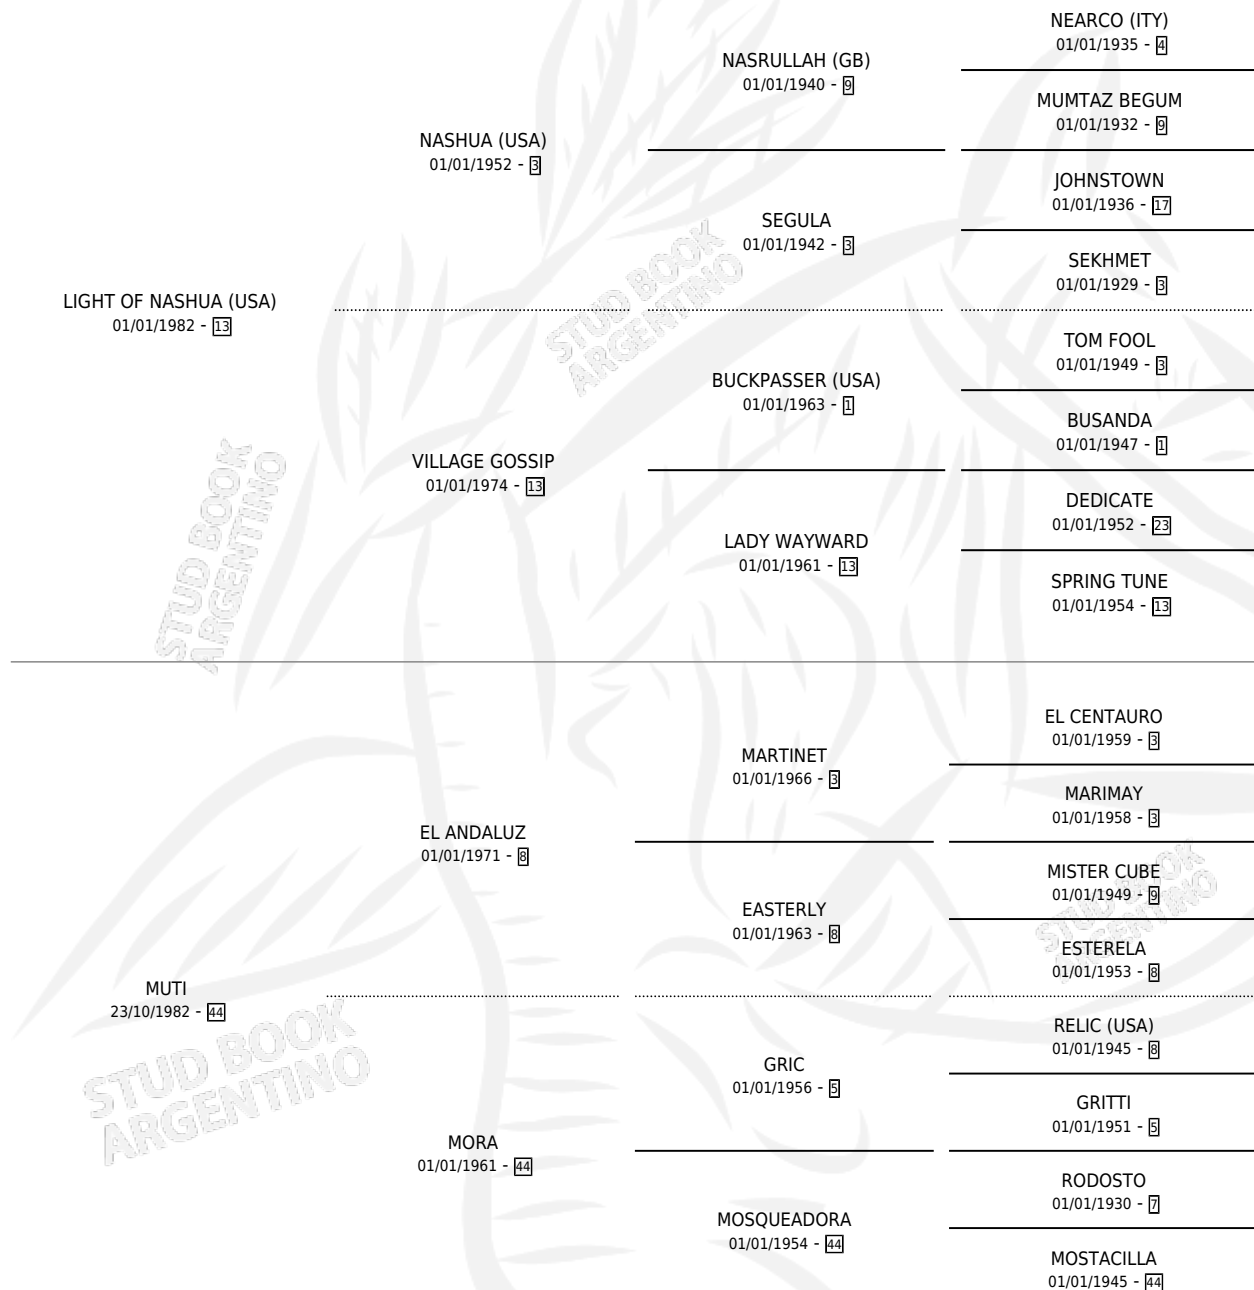 NEARCO (ITY)
01/01/1935 - 4
NASRULLAH (GB)
01/01/1940 - 9
MUMTAZ BEGUM
01/01/1932 - 9
NASHUA (USA)
01/01/1952 - 3
JOHNSTOWN
01/01/1936 - 17
SEGULA
01/01/1942 - 3
SEKHMET
01/01/1929 - 3
LIGHT OF NASHUA (USA)
01/01/1982 - 13
TOM FOOL
01/01/1949 - 3
BUCKPASSER (USA)
01/01/1963 - 1
BUSANDA
01/01/1947 - 1
VILLAGE GOSSIP
01/01/1974 - 13
DEDICATE
01/01/1952 - 23
LADY WAYWARD
01/01/1961 - 13
SPRING TUNE
01/01/1954 - 13
STUD BOOK
ARGENTINO
STUD BOOK
ARGENTINO
EL CENTAURO
01/01/1959 - 3
MARTINET
01/01/1966 - 3
MARIMAY
01/01/1958 - 3
EL ANDALUZ
01/01/1971 - 8
MISTER CUBE
01/01/1949 - 9
EASTERLY
01/01/1963 - 8
ESTERELA
01/01/1953 - 8
MUTI
23/10/1982 - 44
RELIC (USA)
01/01/1945 - 8
GRIC
01/01/1956 - 5
GRITTI
01/01/1951 - 5
MORA
01/01/1961 - 44
RODOSTO
01/01/1930 - 7
MOSQUEADORA
01/01/1954 - 44
MOSTACILLA
01/01/1945 - 44
STUD BOOK
ARGENTINO
STUD BOOK
ARGENTINO